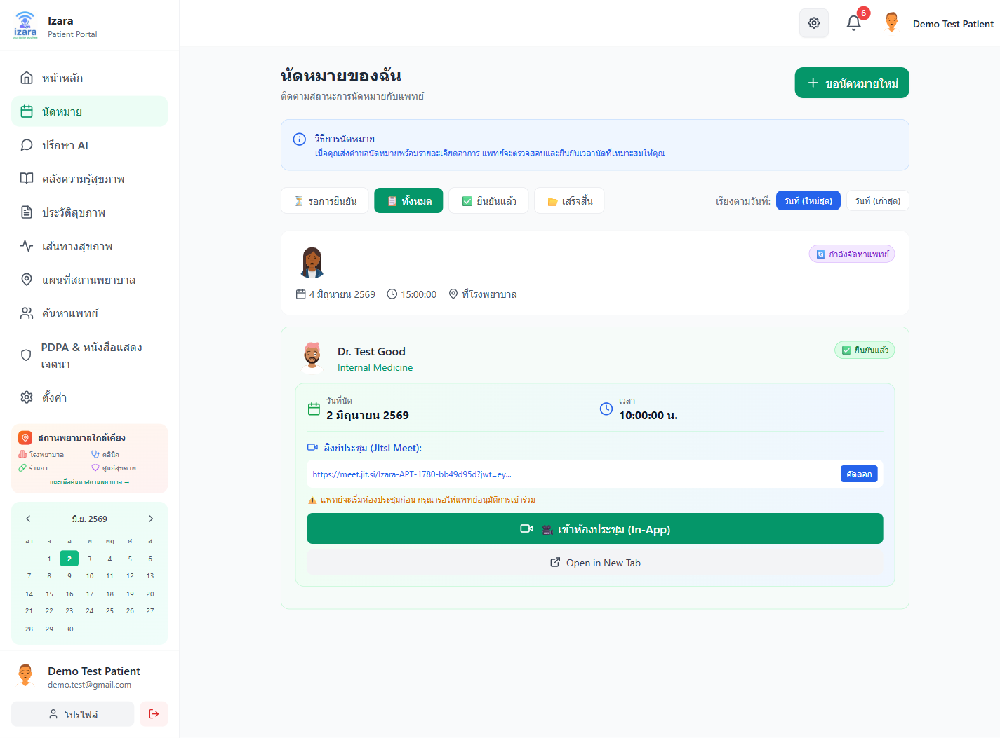 izara
Izara
Patient Portal
6
Demo Test Patient
หน้าหลัก
นัดหมาย
ปรึกษา AI
คลังความรู้สุขภาพ
ประวัติสุขภาพ
เส้นทางสุขภาพ
แผนที่สถานพยาบาล
ค้นหาแพทย์
PDPA & หนังสือแสดง
เจตนา
ตั้งค่า
สถานพยาบาลใกล้เคียง
โรงพยาบาล
คลินิก
ร้านยา
ศูนย์สุขภาพ
แตะเพื่อค้นหาสถานพยาบาล →
มิ.ย. 2569
อา จ อ พ พฤ ศ ส
1 2 3 4 5 6
7 8 9 10 11 12 13
14 15 16 17 18 19 20
21 22 23 24 25 26 27
28 29 30
Demo Test Patient
demo.test@gmail.com
โปรไฟล์
นัดหมายของฉัน
ติดตามสถานะการนัดหมายกับแพทย์
ขอนัดหมายใหม่
วิธีการนัดหมาย
เมื่อคุณส่งคำขอนัดหมายพร้อมรายละเอียดอาการ แพทย์จะตรวจสอบและยืนยันเวลานัดที่เหมาะสมให้คุณ
⏳ รอการยืนยัน
📋 ทั้งหมด
✅ ยืนยันแล้ว
📁 เสร็จสิ้น
เรียงตามวันที่:
วันที่ (ใหม่สุด)
วันที่ (เก่าสุด)
🔄 กำลังจัดหาแพทย์
4 มิถุนายน 2569
15:00:00
ที่โรงพยาบาล
Dr. Test Good
Internal Medicine
✅ ยืนยันแล้ว
วันที่นัด
2 มิถุนายน 2569
เวลา
10:00:00 น.
ลิงก์ประชุม (Jitsi Meet):
https://meet.jit.si/Izara-APT-1780-bb49d95d?jwt=ey...
คัดลอก
⚠️ แพทย์จะเริ่มห้องประชุมก่อน กรุณารอให้แพทย์อนุมัติการเข้าร่วม
🎥 เข้าห้องประชุม (In-App)
Open in New Tab